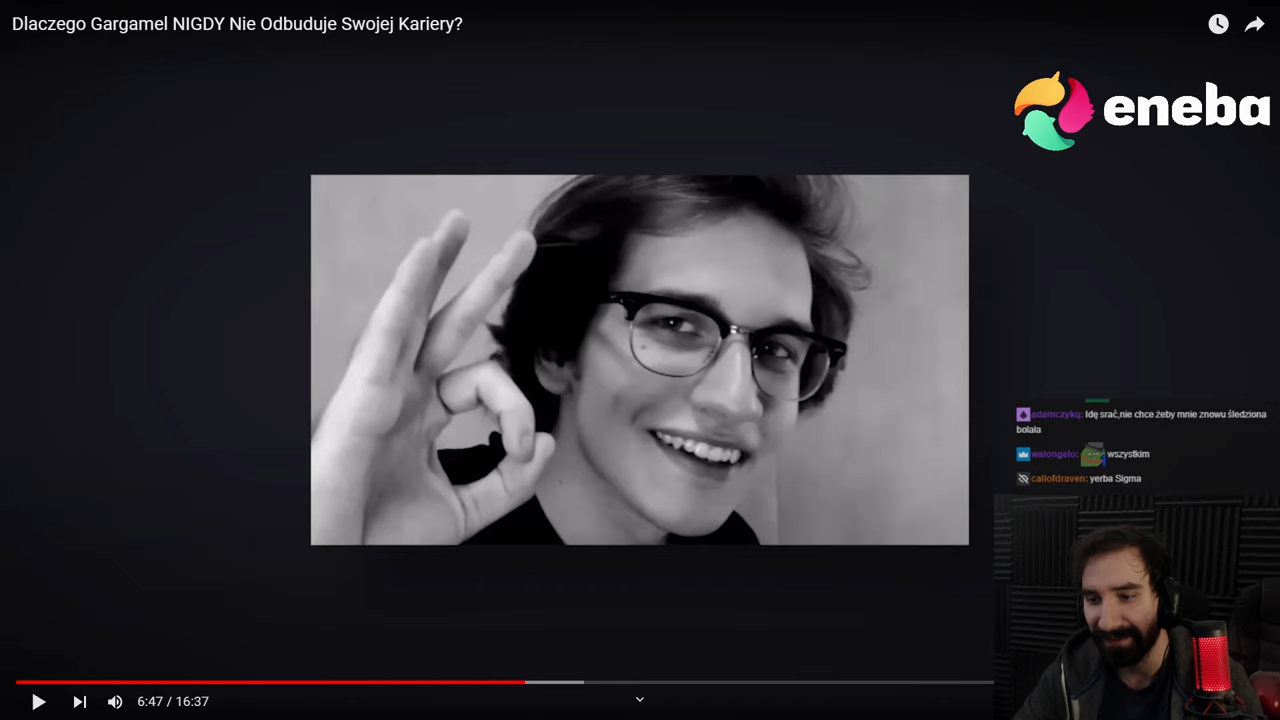 Dlaczego Gargamel NIGDY Nie Odbuduje Swojej Kariery?
eneba
adamczykq: Idę srać,nie chce żeby mnie znowu śledziona
bolała
walongelo: wszystkim
callofdraven: yerba Sigma
6:47 / 16:37